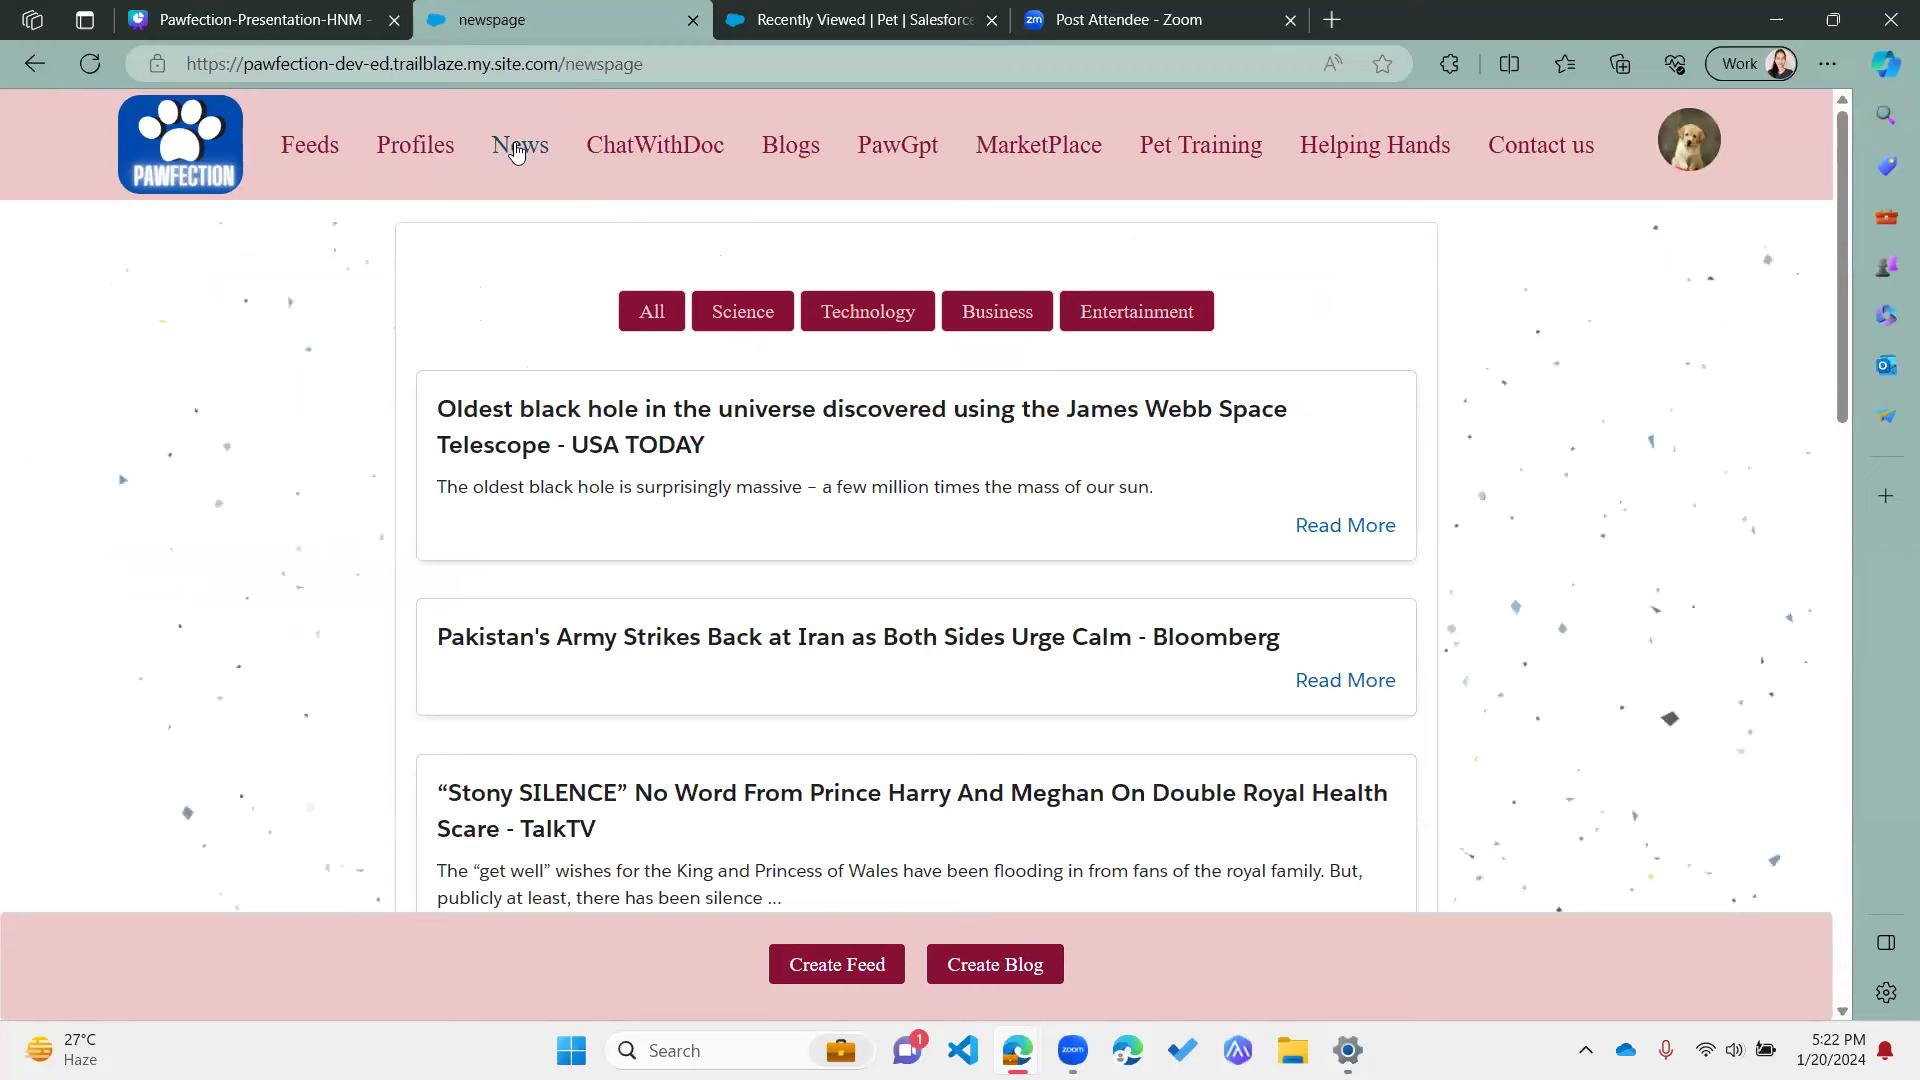 Pawfection-Presentation-HNM -
newspage
Recently Viewed | Pet | Salesforce
zm
Post Attendee - Zoom
https://pawfection-dev-ed.trailblaze.my.site.com/newspage
Work
PAWFECTION
Feeds
Profiles
News
ChatWithDoc
Blogs
PawGpt
MarketPlace
Pet Training
Helping Hands
Contact us
All
Science
Technology
Business
Entertainment
Oldest black hole in the universe discovered using the James Webb Space
Telescope - USA TODAY
The oldest black hole is surprisingly massive – a few million times the mass of our sun.
Read More
Pakistan's Army Strikes Back at Iran as Both Sides Urge Calm - Bloomberg
Read More
“Stony SILENCE” No Word From Prince Harry And Meghan On Double Royal Health
Scare - TalkTV
The “get well” wishes for the King and Princess of Wales have been flooding in from fans of the royal family. But,
publicly at least, there has been silence ...
Create Feed
Create Blog
27°C
Haze
Search
1
zoom
5:22 PM
1/20/2024